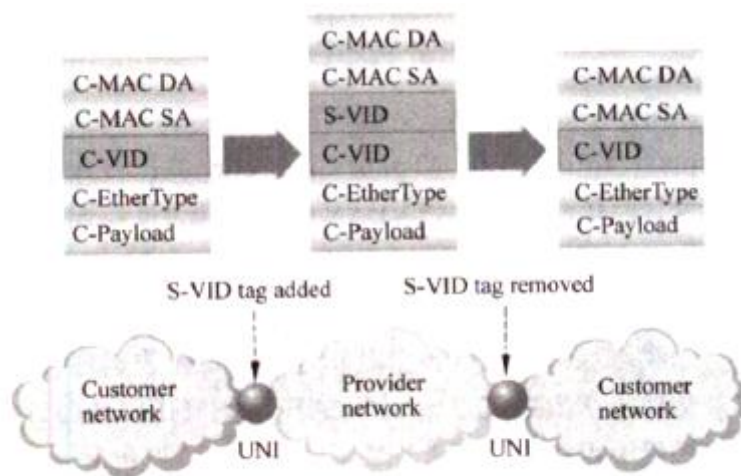 C-MAC DA
C-MAC SA
C-VID
C-EtherType
C-Payload
C-MAC DA
C-MAC SA
S-VID
C-VID
C-EtherType
C-Payload
C-MAC DA
C-MAC SA
C-VID
C-EtherType
C-Payload
S-VID tag added
S-VID tag removed
Customer
network
UNI
Provider
network
UNI
Customer
network